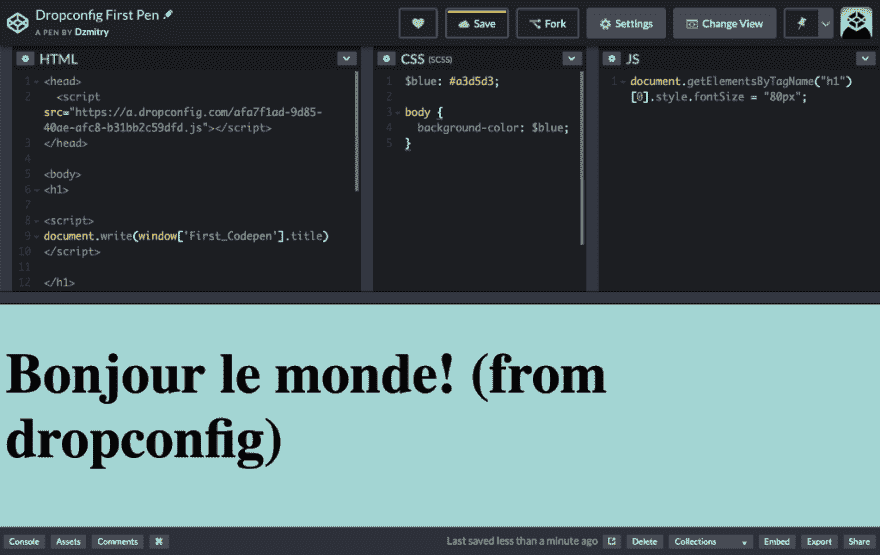 Dropconfig First Pen
A PEN BY Dzmitry
Save
Fork
Settings
Change View
HTML
1 <head>
2 <script
src="https://a.dropconfig.com/afa7f1ad-9d85-
40ae-afc8-b31bb2c59dfd.js"></script>
3 </head>
4
5 <body>
6 <h1>
7
8 <script>
9 document.write(window['First_Codepen'].title)
10 </script>
11
12 </h1>
CSS (SCSS)
1 $blue: #a3d5d3;
2
3 body {
4 background-color: $blue;
5 }
JS
1 document.getElementsByTagName("h1")
[0].style.fontSize = "80px";
Bonjour le monde! (from
dropconfig)
Console Assets Comments ⌘ Last saved less than a minute ago Delete Collections Embed Export Share